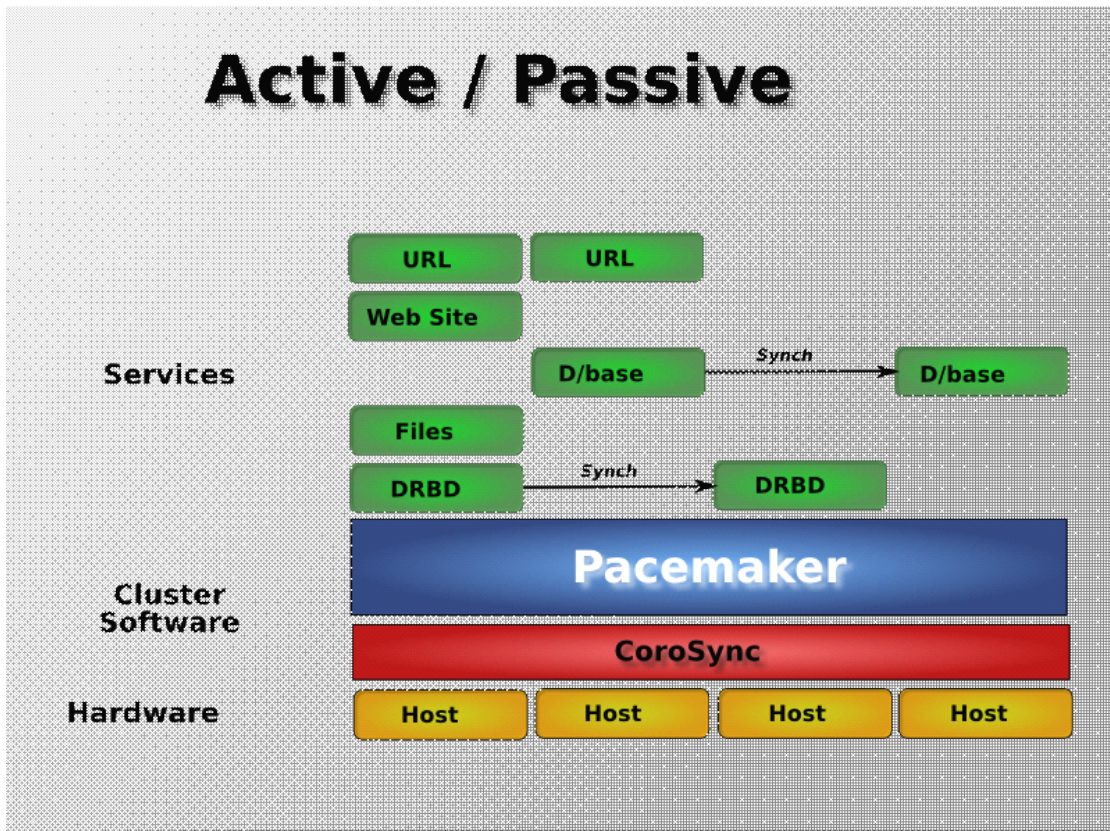 Active / Passive
URL
URL
Web Site
Services
D/base
Synch
D/base
Files
DRBD
Synch
DRBD
Pacemaker
Cluster
Software
CoroSync
Hardware
Host
Host
Host
Host